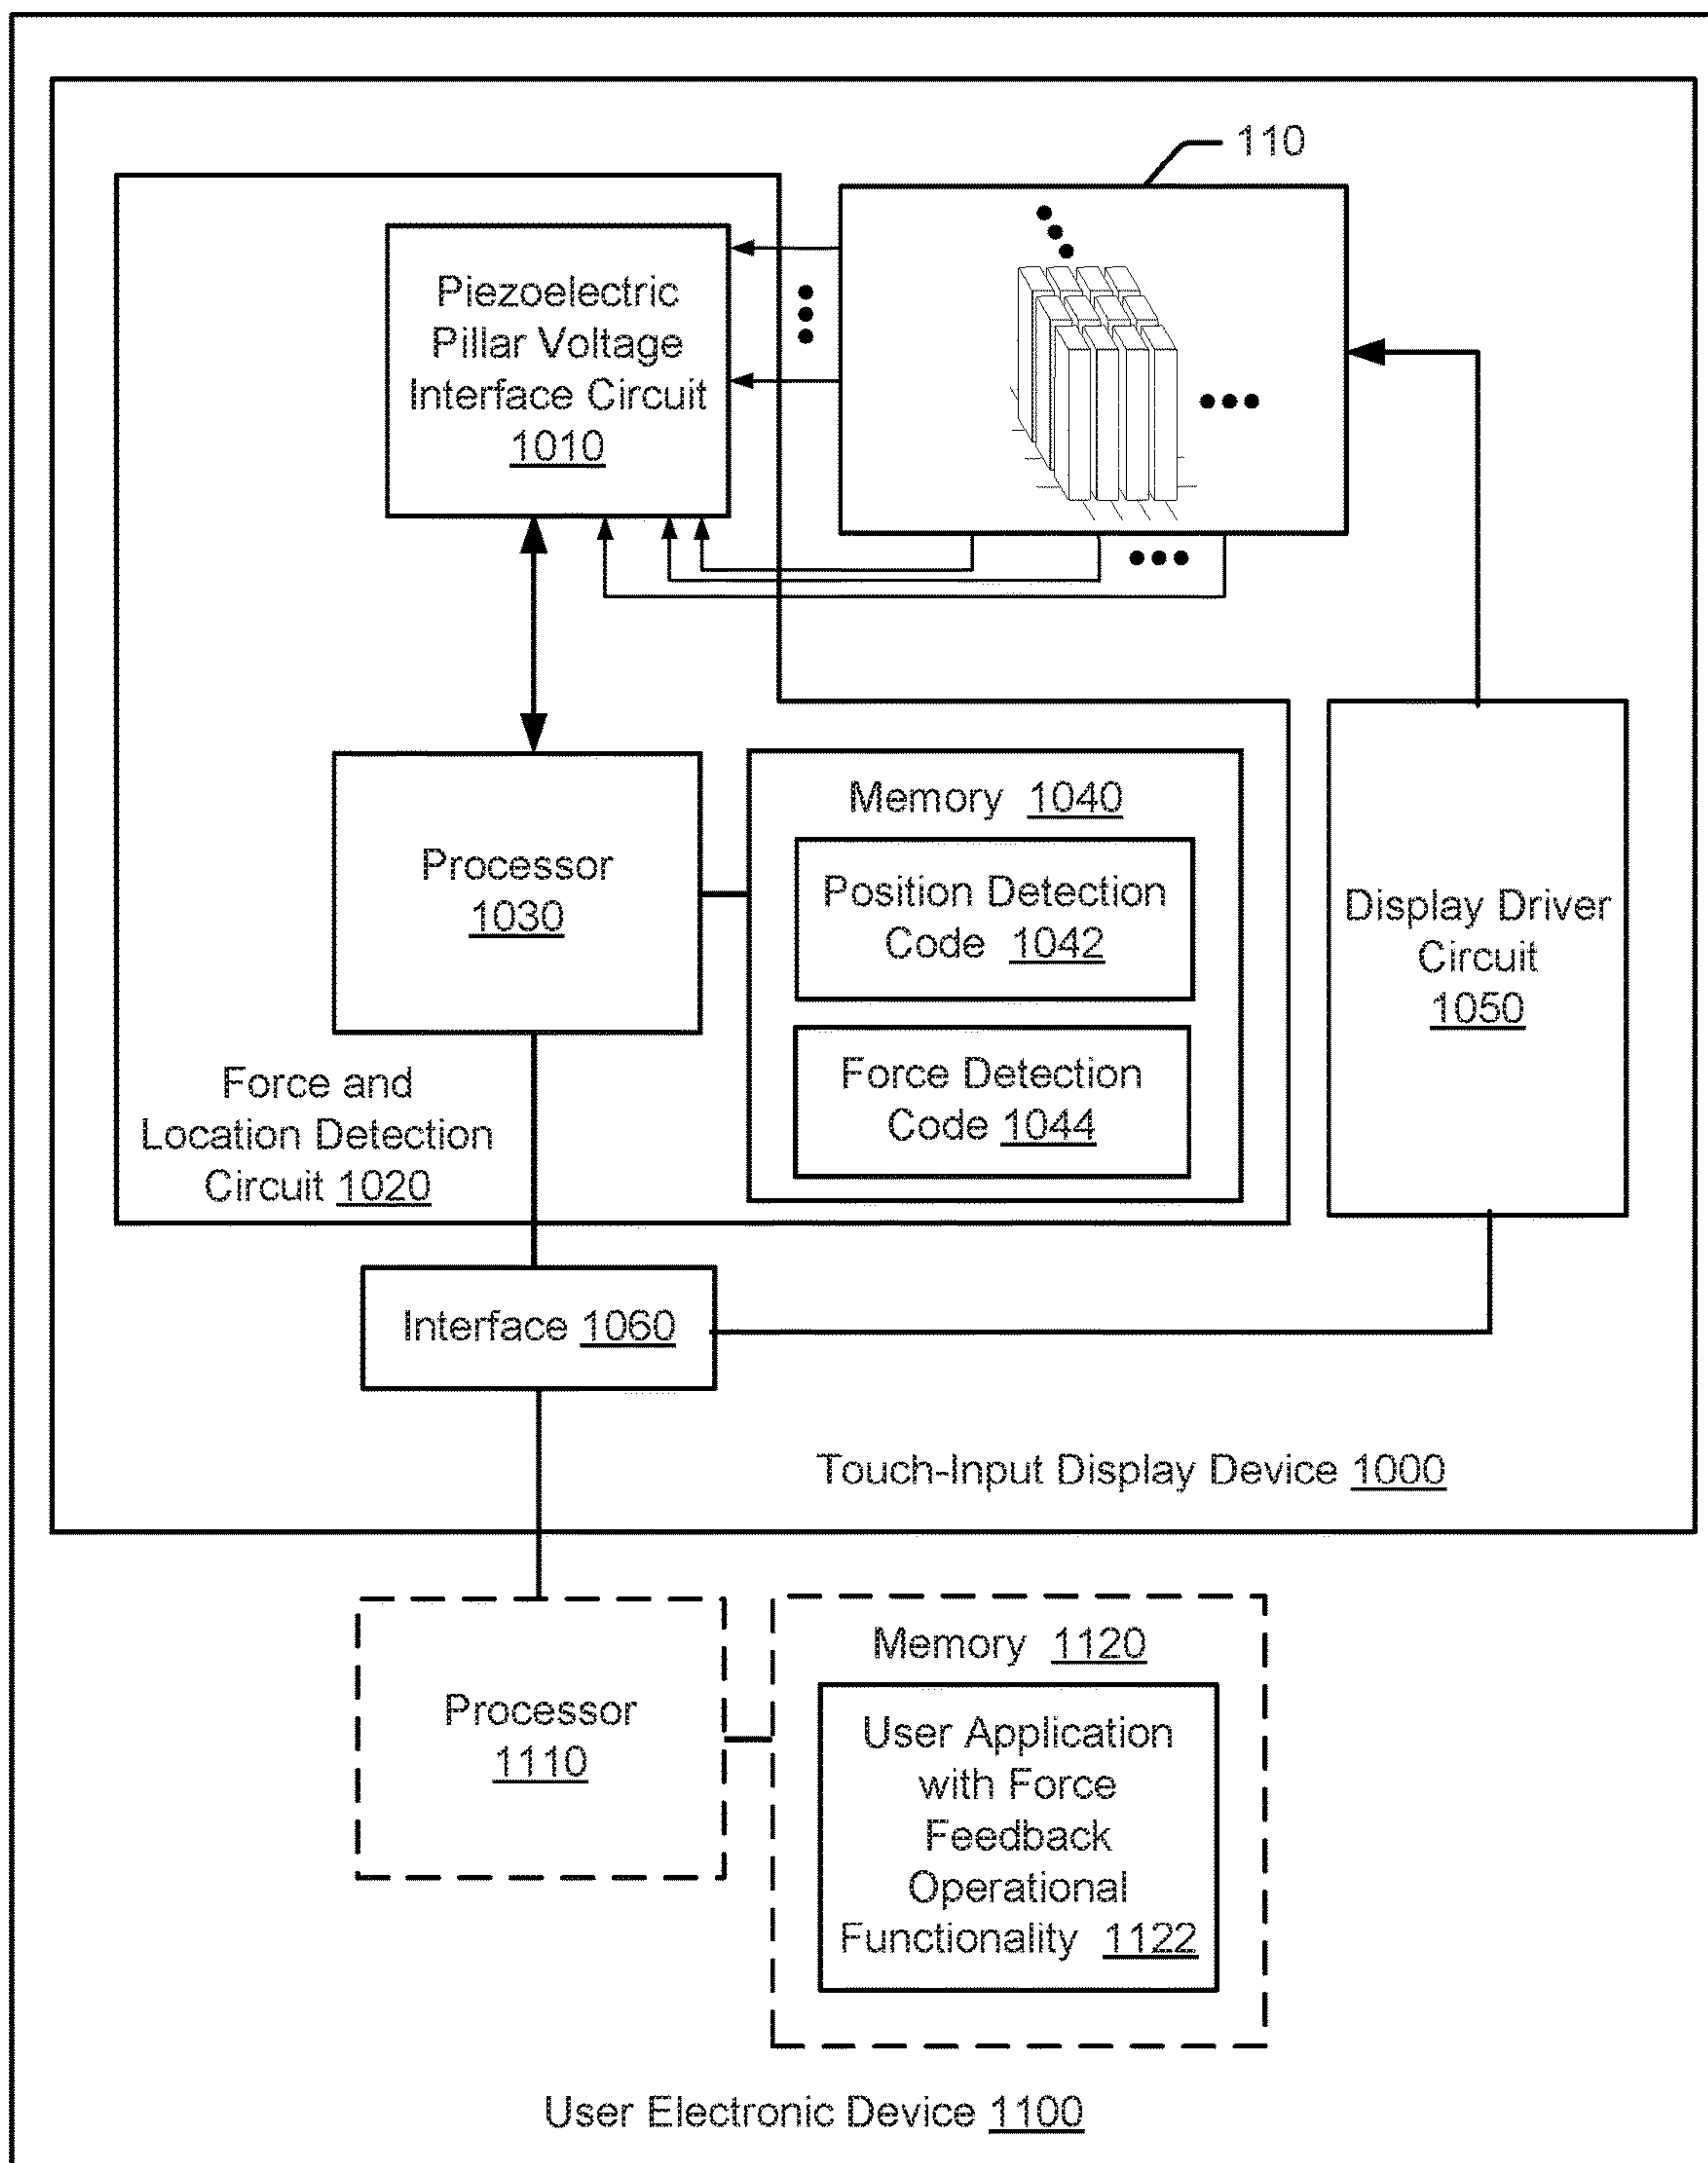 110
Piezoelectric
Pillar Voltage
Interface Circuit
1010
Memory 1040
Processor
1030
Position Detection
Code 1042
Force Detection
Code 1044
Display Driver
Circuit
1050
Force and
Location Detection
Circuit 1020
Interface 1060
Touch-Input Display Device 1000
Processor
1110
Memory 1120
User Application
with Force
Feedback
Operational
Functionality 1122
User Electronic Device 1100